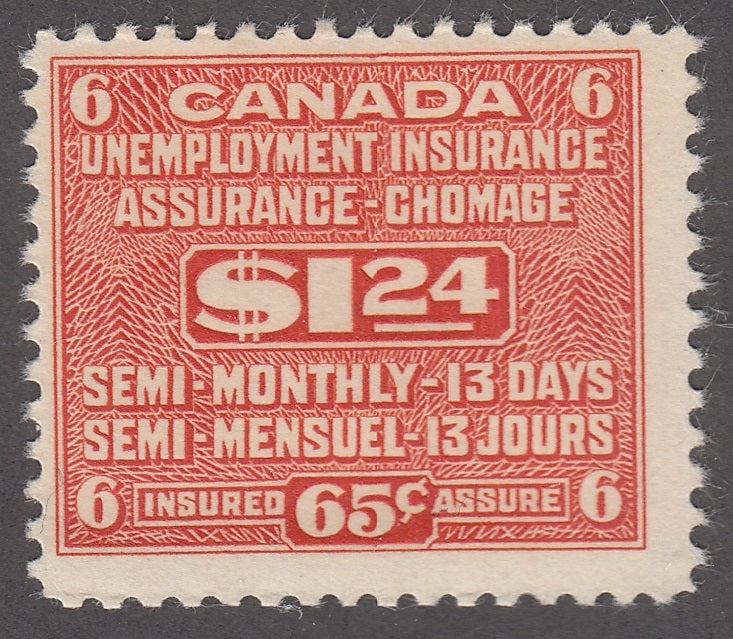 6 CANADA 6
UNEMPLOYMENT INSURANCE
ASSURANCE-CHOMAGE
$1 24
SEMI-MONTHLY-13 DAYS
SEMI-MENSUEL-13 JOURS
6 INSURED 65¢ ASSURE 6